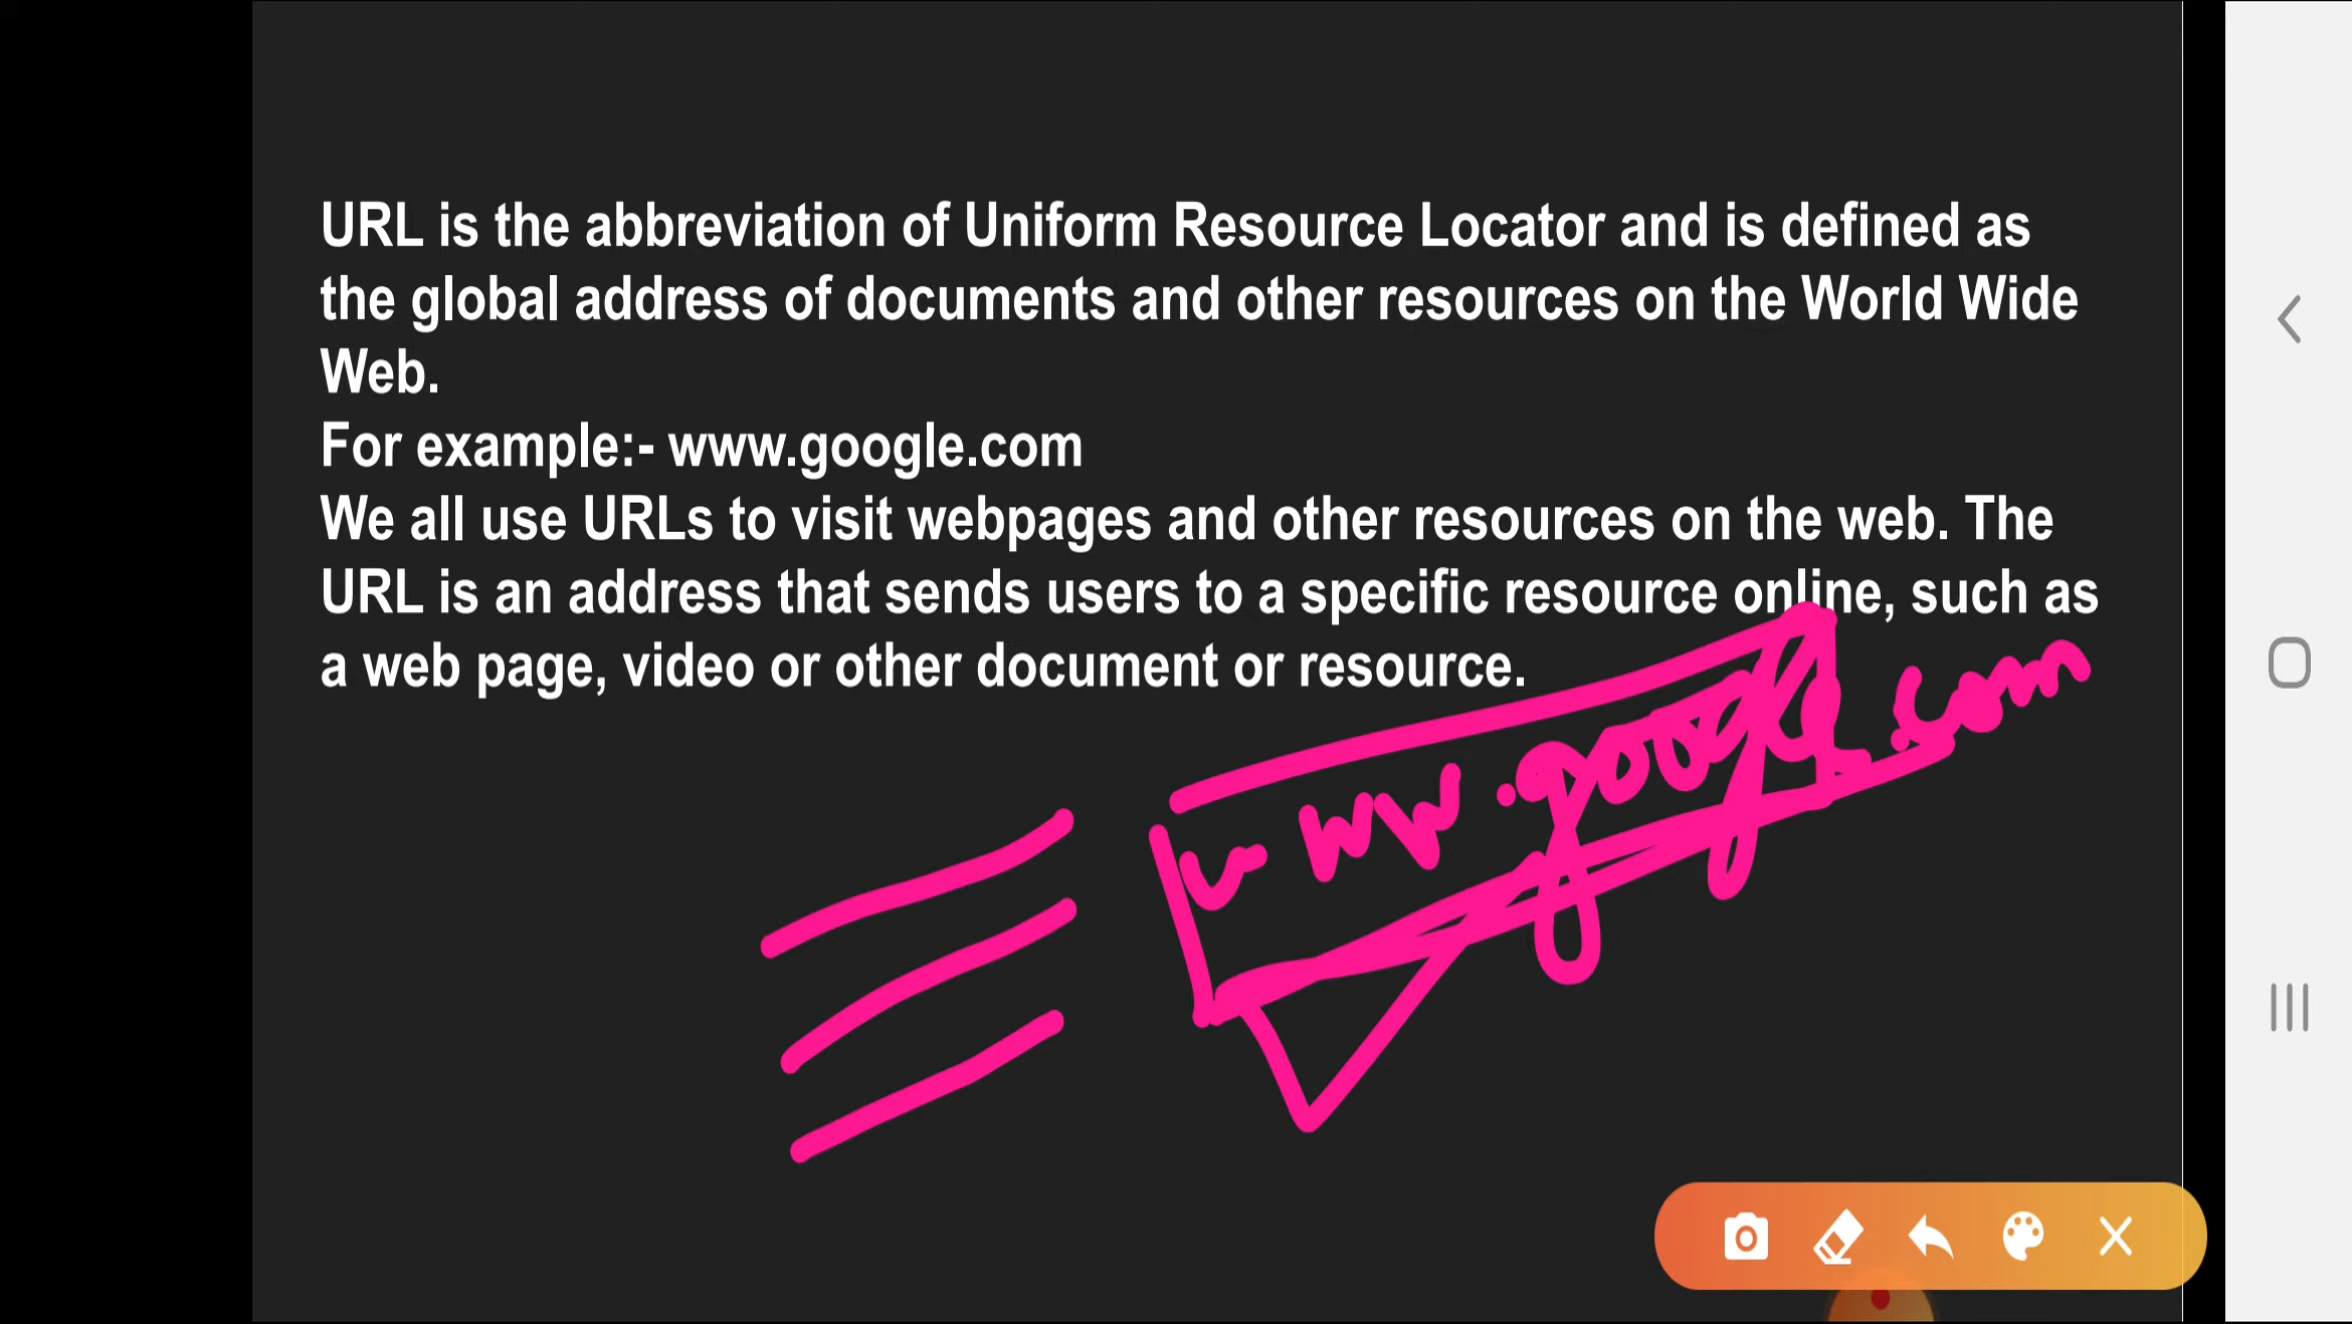 URL is the abbreviation of Uniform Resource Locator and is defined as
the global address of documents and other resources on the World Wide
Web.
For example:- www.google.com
We all use URLs to visit webpages and other resources on the web. The
URL is an address that sends users to a specific resource online, such as
a web page, video or other document or resource.
www.google.com